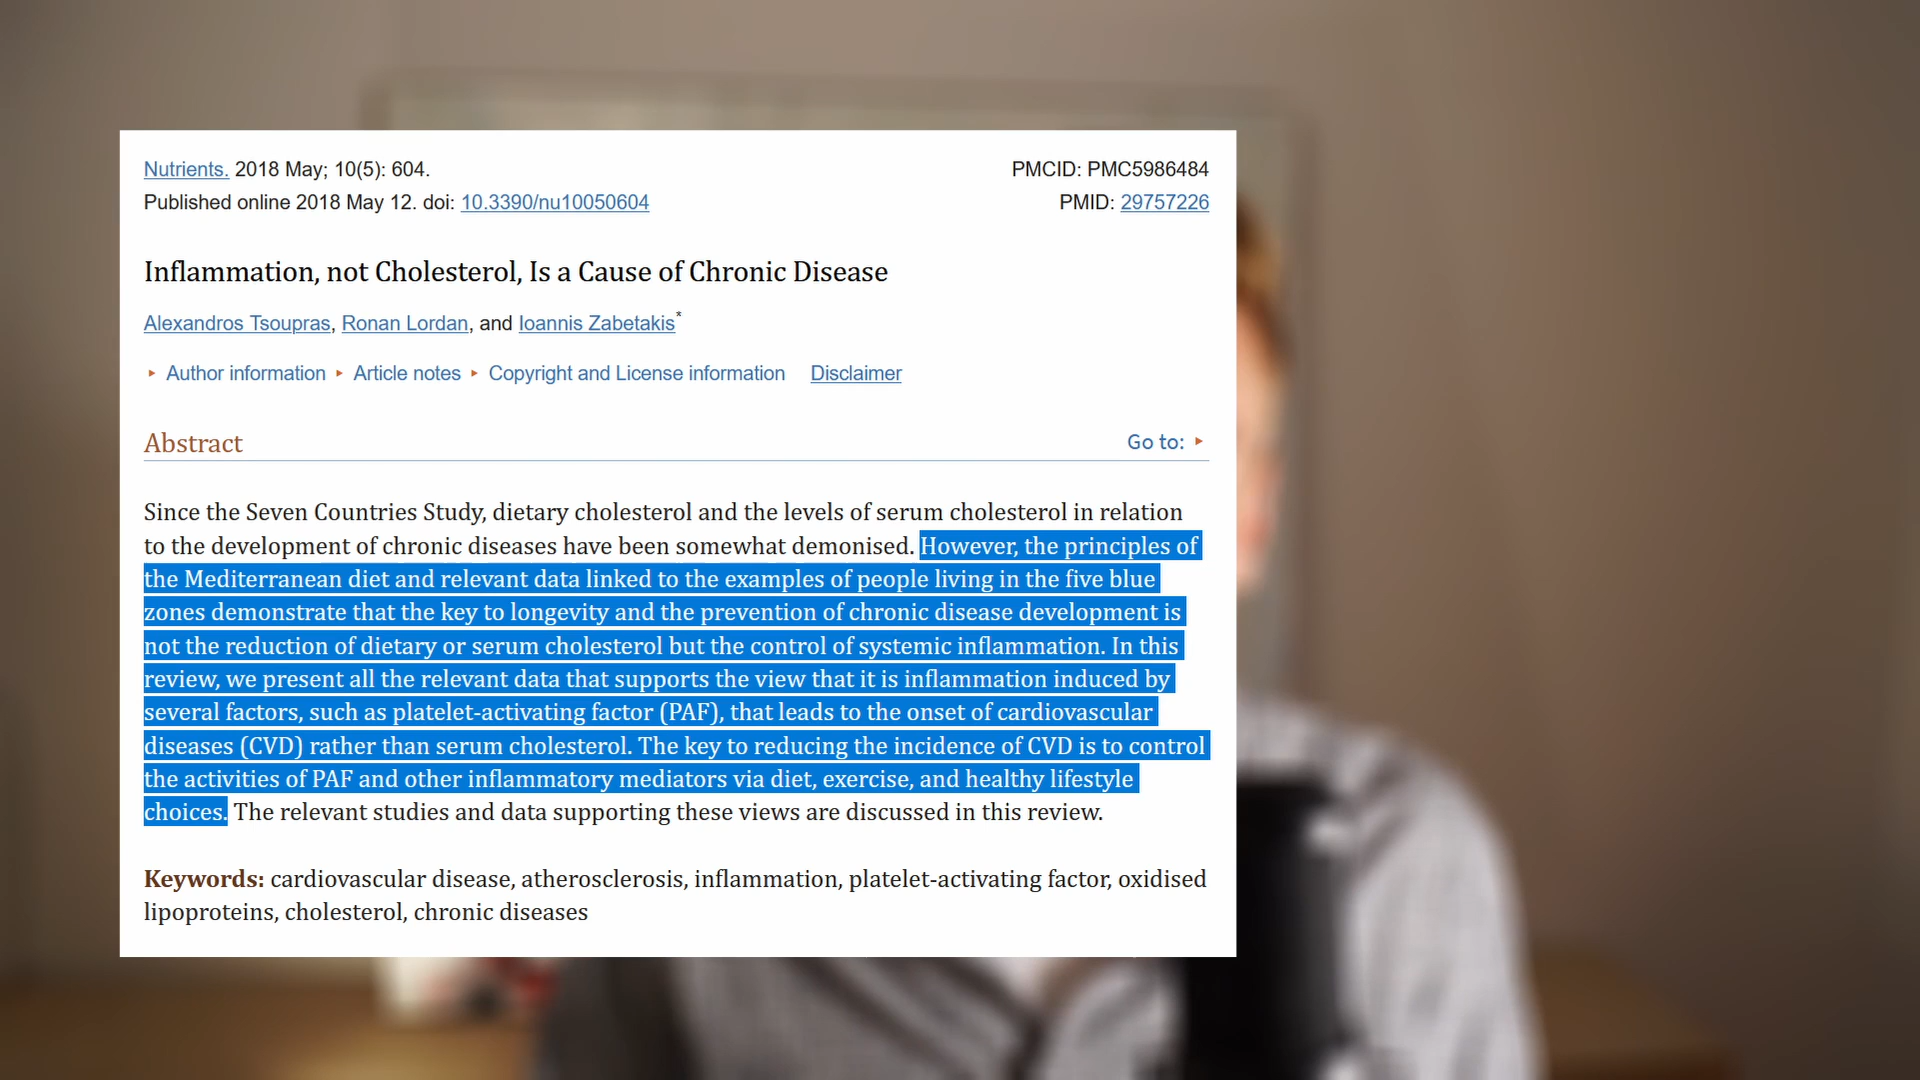 Nutrients. 2018 May; 10(5): 604.
PMCID: PMC5986484
Published online 2018 May 12. doi: 10.3390/nu10050604
PMID: 29757226
Inflammation, not Cholesterol, Is a Cause of Chronic Disease
Alexandros Tsoupras, Ronan Lordan, and Ioannis Zabetakis*
▸ Author information ▸ Article notes ▸ Copyright and License information Disclaimer
Abstract
Go to: ▸
Since the Seven Countries Study, dietary cholesterol and the levels of serum cholesterol in relation
to the development of chronic diseases have been somewhat demonised. However, the principles of
the Mediterranean diet and relevant data linked to the examples of people living in the five blue
zones demonstrate that the key to longevity and the prevention of chronic disease development is
not the reduction of dietary or serum cholesterol but the control of systemic inflammation. In this
review, we present all the relevant data that supports the view that it is inflammation induced by
several factors, such as platelet-activating factor (PAF), that leads to the onset of cardiovascular
diseases (CVD) rather than serum cholesterol. The key to reducing the incidence of CVD is to control
the activities of PAF and other inflammatory mediators via diet, exercise, and healthy lifestyle
choices. The relevant studies and data supporting these views are discussed in this review.
Keywords: cardiovascular disease, atherosclerosis, inflammation, platelet-activating factor, oxidised
lipoproteins, cholesterol, chronic diseases